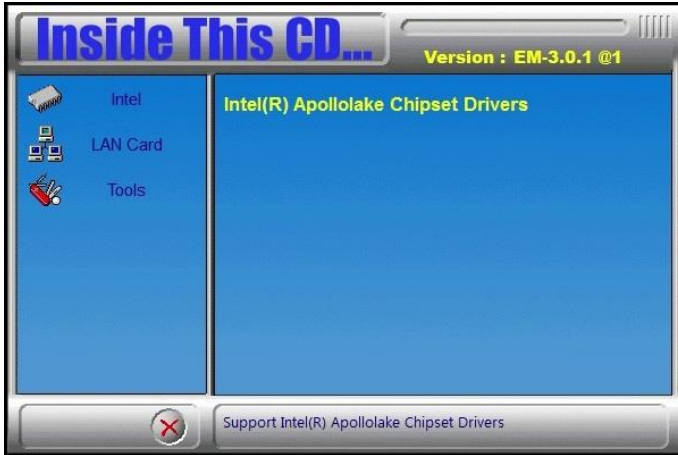 Inside This CD...
Version : EM-3.0.1 @1
Intel
LAN Card
Tools
Intel(R) Apollolake Chipset Drivers
Support Intel(R) Apollolake Chipset Drivers